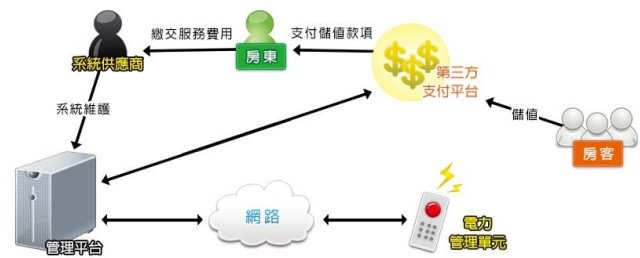 繳交服務費用
支付儲值款項
系統供應商
房東
第三方
支付平台
系統維護
儲值
房客
網路
電力
管理單元
管理平台